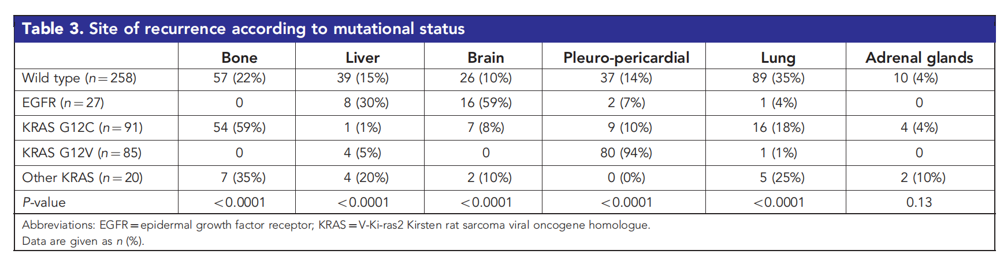 Table 3. Site of recurrence according to mutational status
Bone Liver Brain Pleuro-pericardial Lung Adrenal glands
Wild type (n=258) 57 (22%) 39 (15%) 26 (10%) 37 (14%) 89 (35%) 10 (4%)
EGFR (n=27) 0 8 (30%) 16 (59%) 2 (7%) 1 (4%) 0
KRAS G12C (n=91) 54 (59%) 1 (1%) 7 (8%) 9 (10%) 16 (18%) 4 (4%)
KRAS G12V (n=85) 0 4 (5%) 0 80 (94%) 1 (1%) 0
Other KRAS (n=20) 7 (35%) 4 (20%) 2 (10%) 0 (0%) 5 (25%) 2 (10%)
P-value <0.0001 <0.0001 <0.0001 <0.0001 <0.0001 0.13
Abbreviations: EGFR=epidermal growth factor receptor; KRAS=V-Ki-ras2 Kirsten rat sarcoma viral oncogene homologue.
Data are given as n (%).